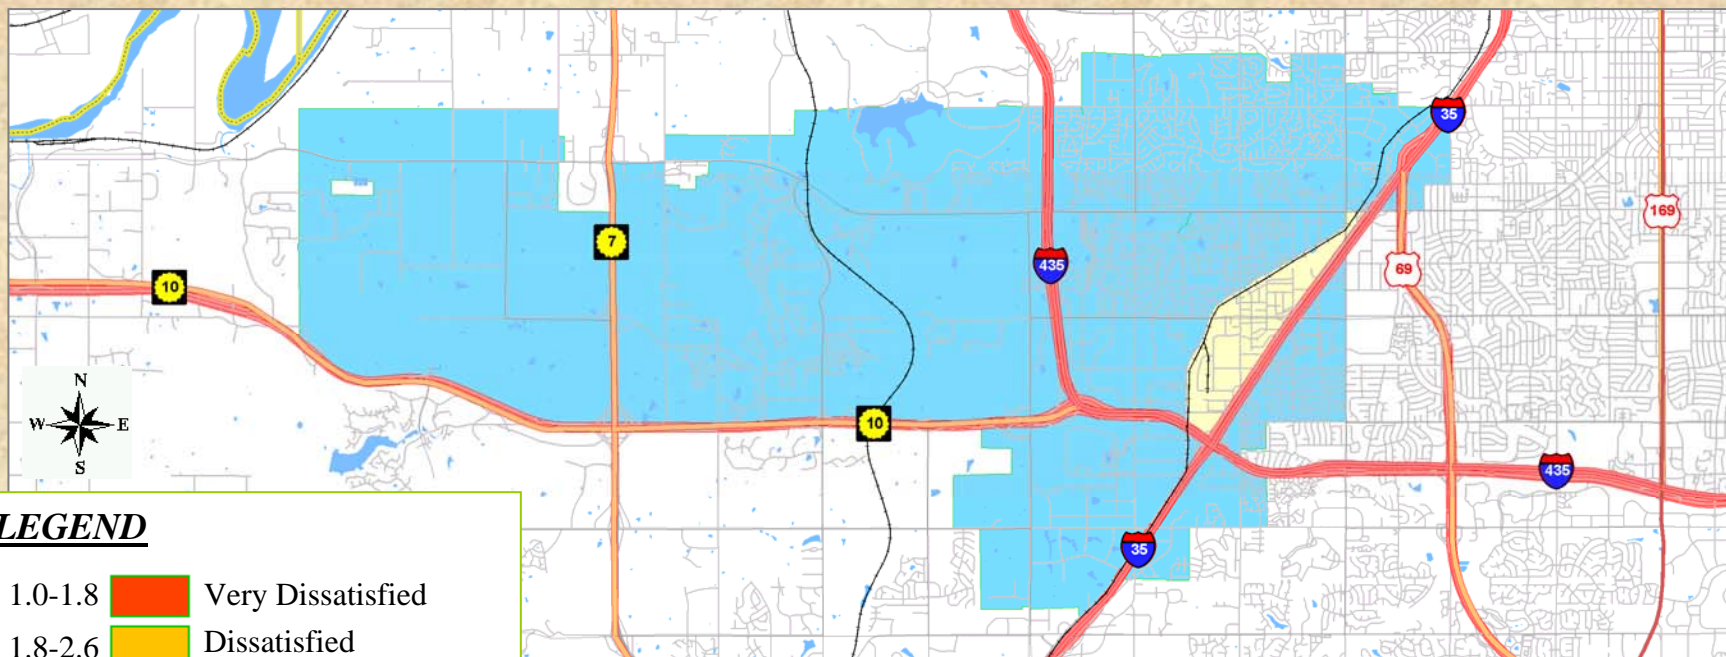 35
169
7
435
69
10
N
W E
S
10
435
35
LEGEND
1.0-1.8 Very Dissatisfied
1.8-2.6 Dissatisfied